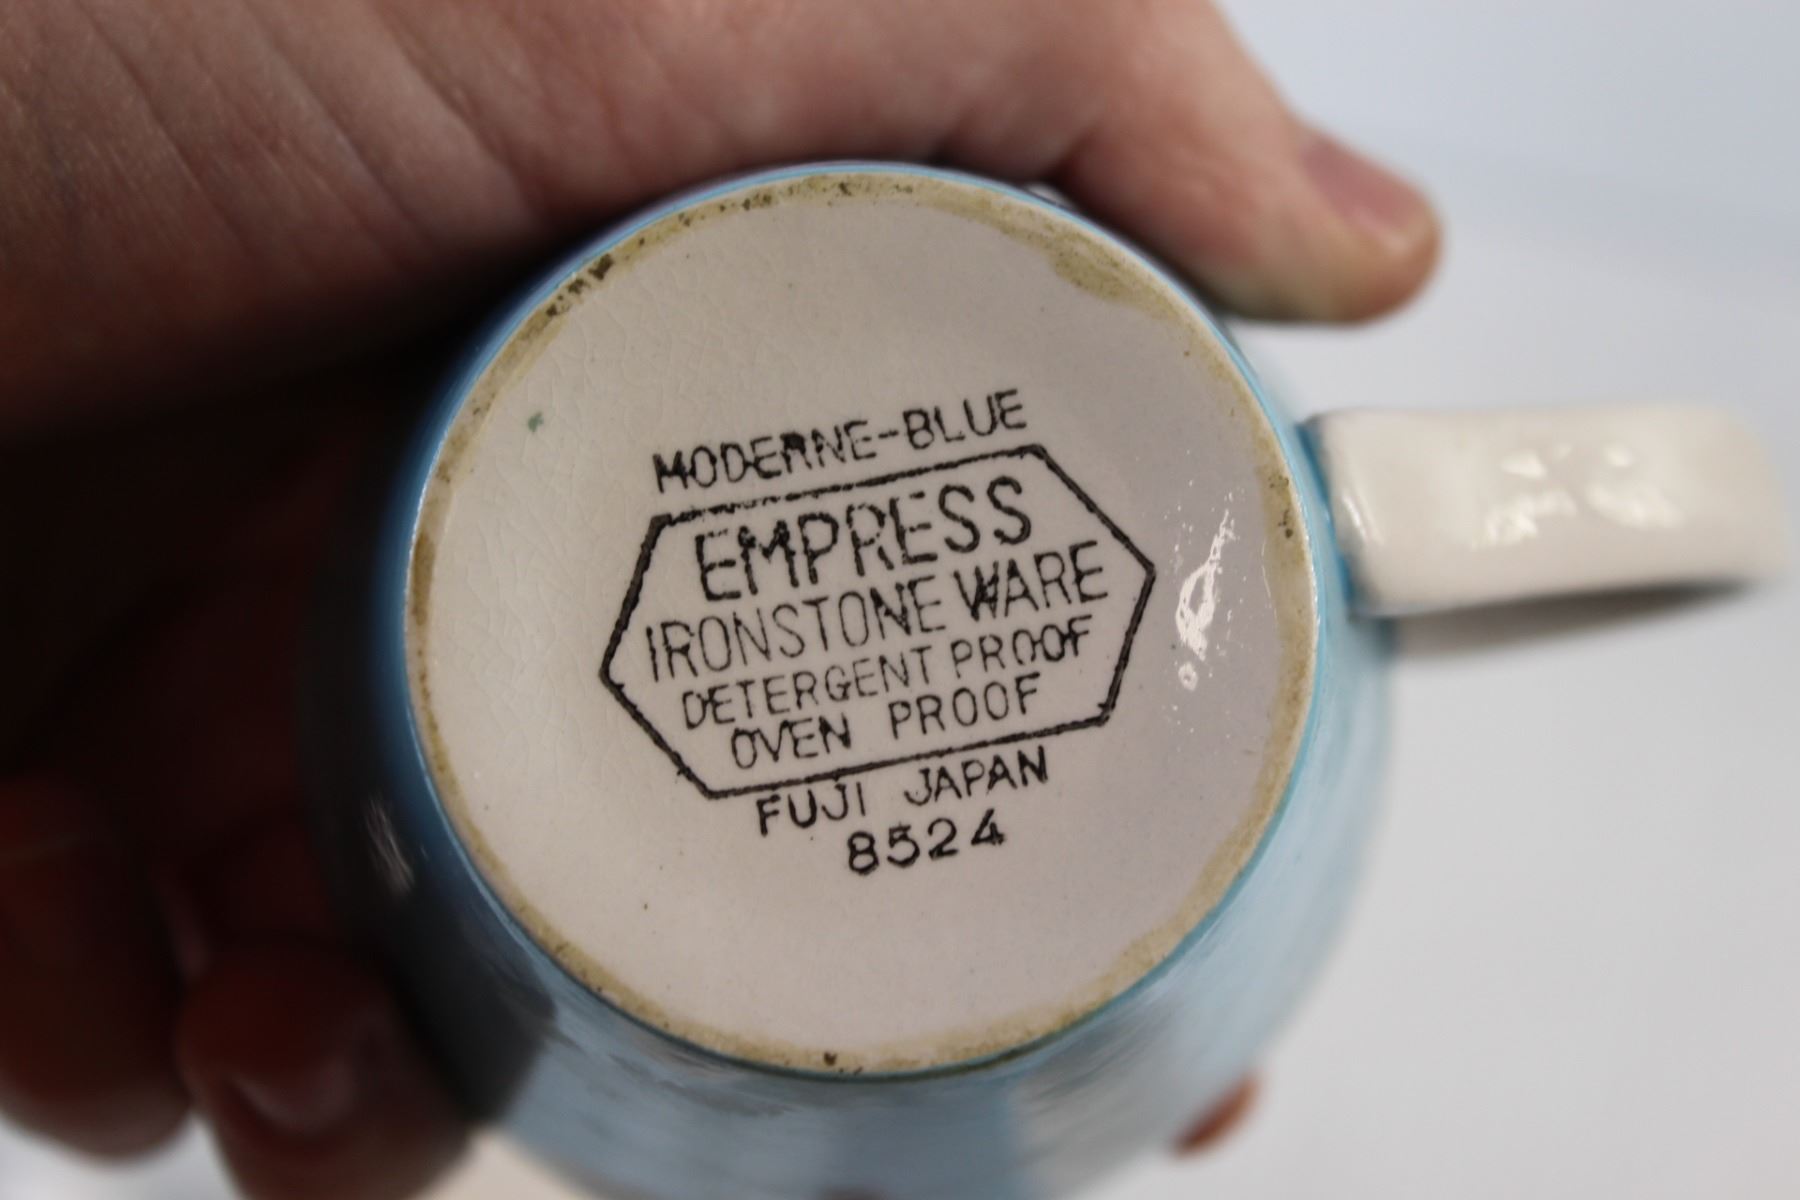 MODERNE-BLUE
EMPRESS
IRONSTONE WARE
DETERGENT PROOF
OVEN PROOF
FUJI JAPAN
8524